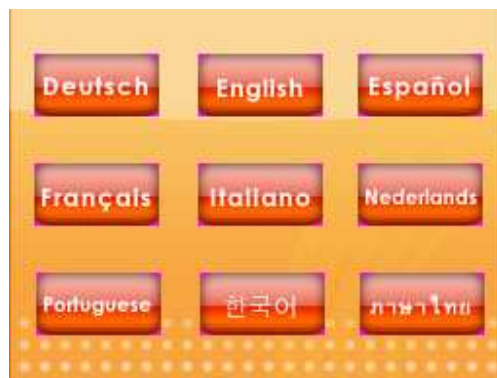 Deutsch
English
Español
Français
Italiano
Nederlands
Portuguese
한국어
ภาษาไทย